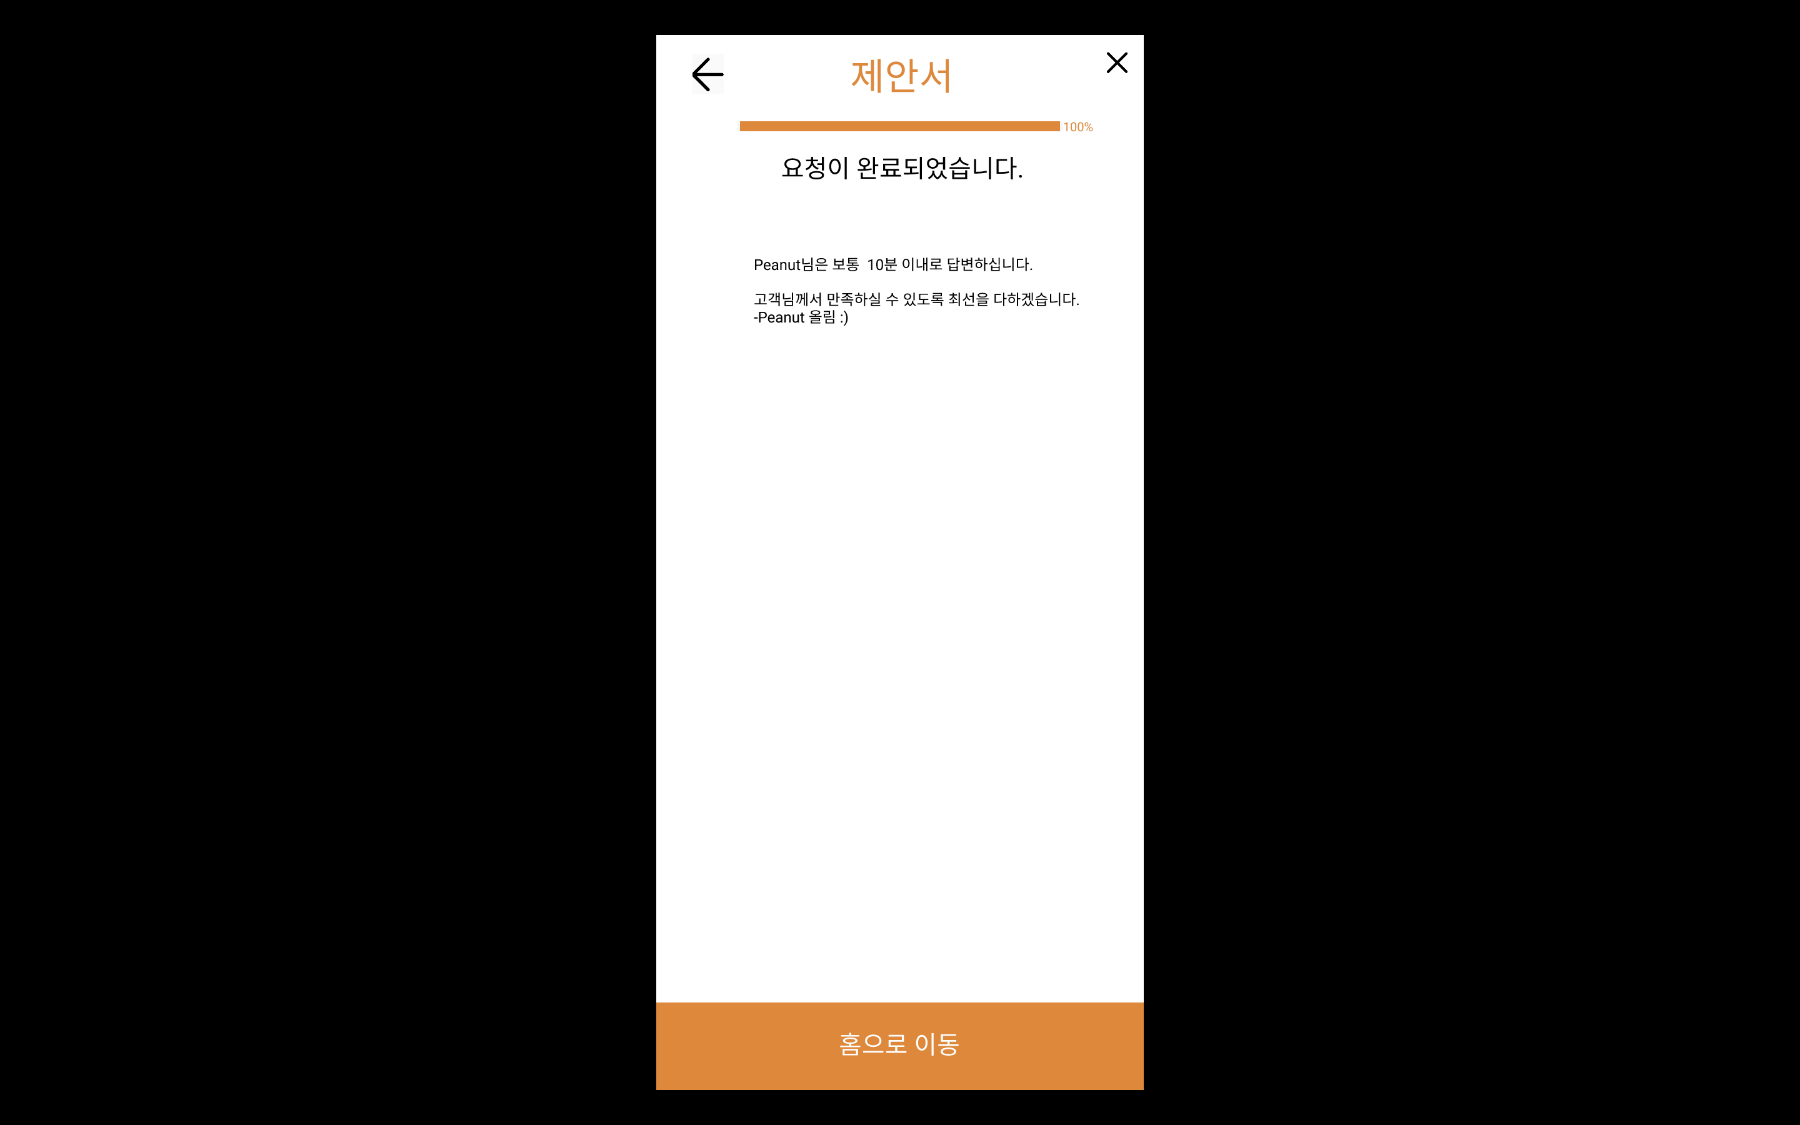 제안서
100%
요청이 완료되었습니다.
Peanut님은 보통  10분 이내로 답변하십니다.
고객님께서 만족하실 수 있도록 최선을 다하겠습니다.
-Peanut 올림 :)
홈으로 이동